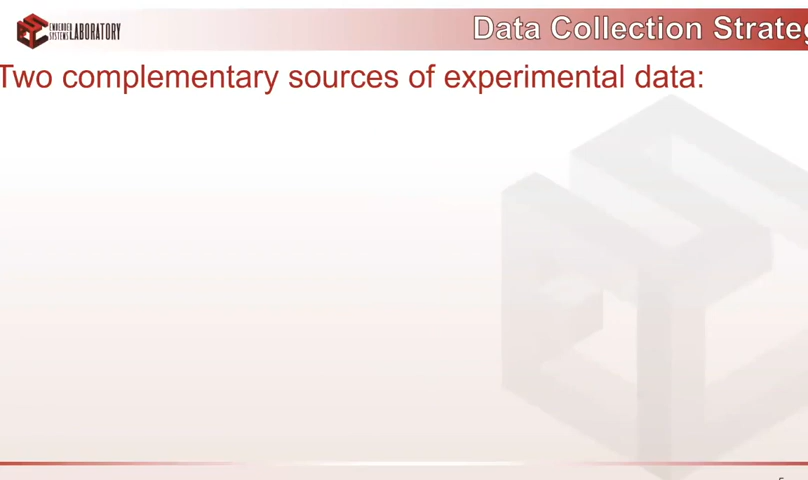 EMBEDDED
SYSTEMS LABORATORY
Data Collection Strateg
Two complementary sources of experimental data: